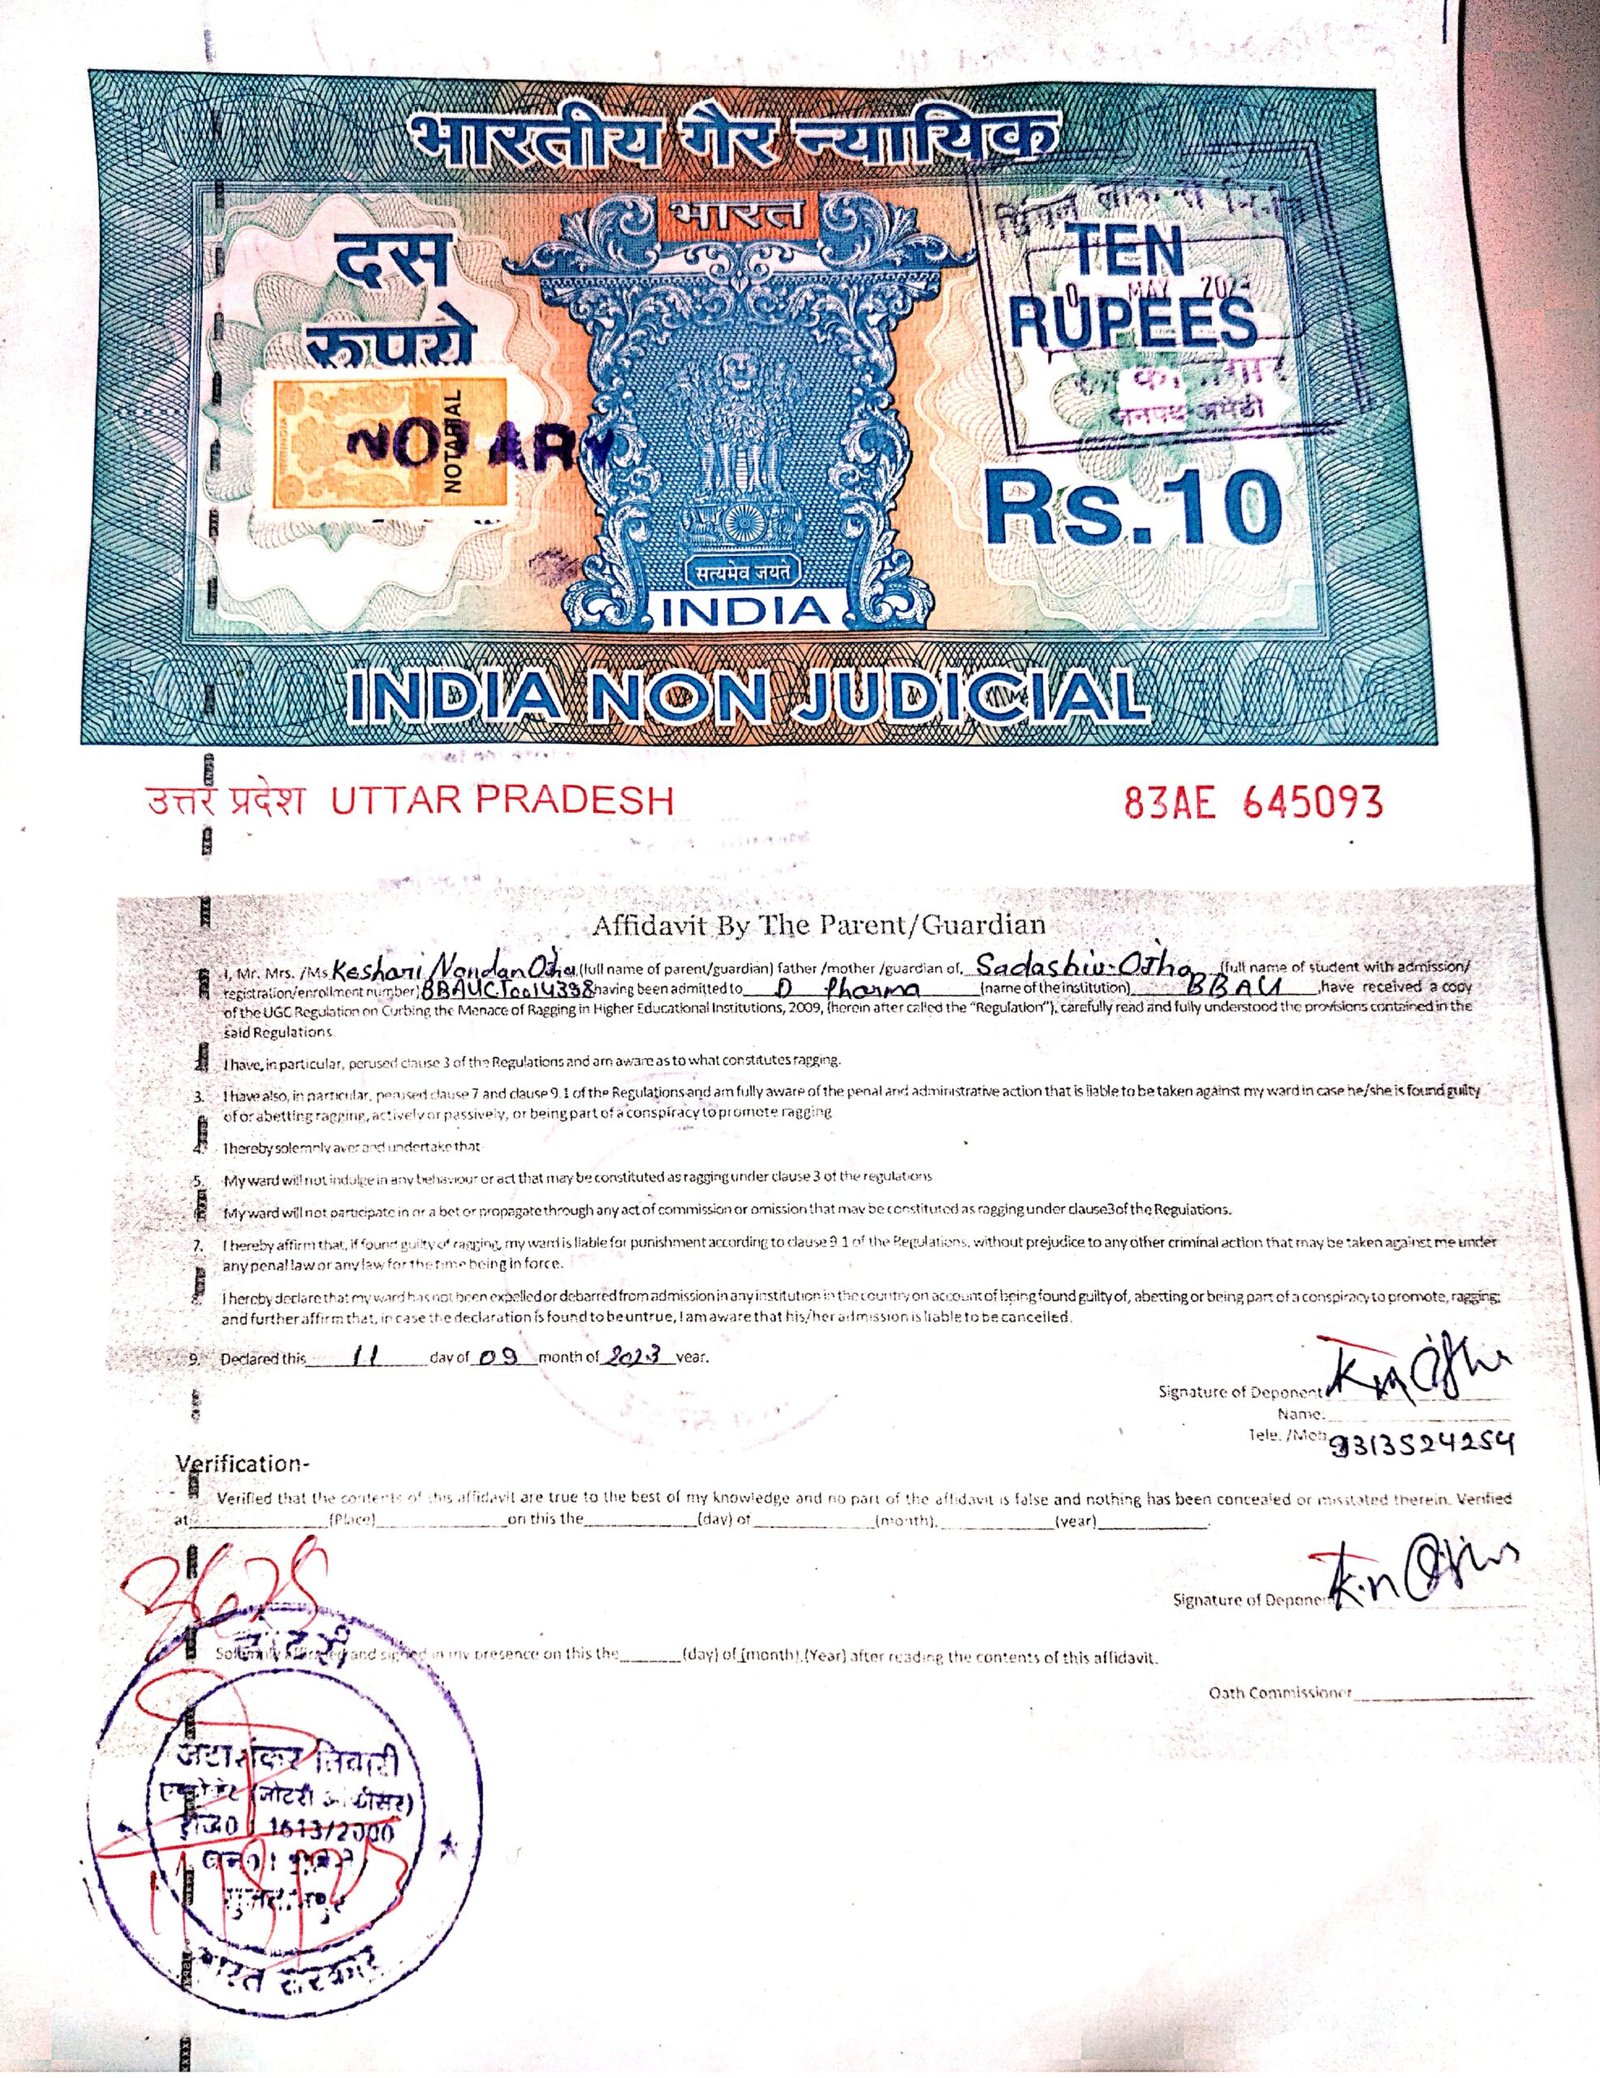 भारतीय गैर न्यायिक
भारत
दस
रुपये
TEN
RUPEES
MAY
जनपद-अमेठी
NOTARIAL
NOTARY
Rs.10
सत्यमेव जयते
INDIA
INDIA NON JUDICIAL
उत्तर प्रदेश UTTAR PRADESH
83AE 645093
Affidavit By The Parent/Guardian
I, Mr. Mrs. /Ms Keshari Nandan Ojha (full name of parent/guardian) father /mother /guardian of, Sadashiv Ojha (full name of student with admission/
registration/enrollment number) having been admitted to D Pharma (name of the institution) BBAU ,have received a copy
of the UGC Regulation on Curbing the Menace of Ragging in Higher Educational Institutions, 2009, (herein after called the "Regulation"), carefully read and fully understood the provisions contained in the
said Regulations.
I have, in particular, perused clause 3 of the Regulations and am aware as to what constitutes ragging.
3. I have also, in particular, perused clause 7 and clause 9.1 of the Regulations and am fully aware of the penal and administrative action that is liable to be taken against my ward in case he/she is found guilty
of or abetting ragging, actively or passively, or being part of a conspiracy to promote ragging
4. I hereby solemnly aver and undertake that
5. My ward will not indulge in any behaviour or act that may be constituted as ragging under clause 3 of the regulations
My ward will not participate in or a bet or propagate through any act of commission or omission that may be constituted as ragging under clause3of the Regulations.
7. I hereby affirm that, if found guilty of ragging, my ward is liable for punishment according to clause 9.1 of the Regulations, without prejudice to any other criminal action that may be taken against me under
any penal law or any law for the time being in force.
I hereby declare that my ward has not been expelled or debarred from admission in any institution in the country on account of being found guilty of, abetting or being part of a conspiracy to promote, ragging;
and further affirm that, in case the declaration is found to be untrue, I am aware that his/her admission is liable to be cancelled.
9. Declared this 11 day of 09 month of 2023 year.
Signature of Deponent
Name:
Tele. /Mob 9313524254
Verification-
Verified that the contents of this affidavit are true to the best of my knowledge and no part of the affidavit is false and nothing has been concealed or misstated therein. Verified
at (Place) on this the (day) of (month), (year)
Signature of Deponent
K.n Ojha
Solemnly affirmed and signed in my presence on this the (day) of (month),(Year) after reading the contents of this affidavit.
Oath Commissioner
नोटरी
जटाशंकर तिवारी
1613/2000
भारत सरकार